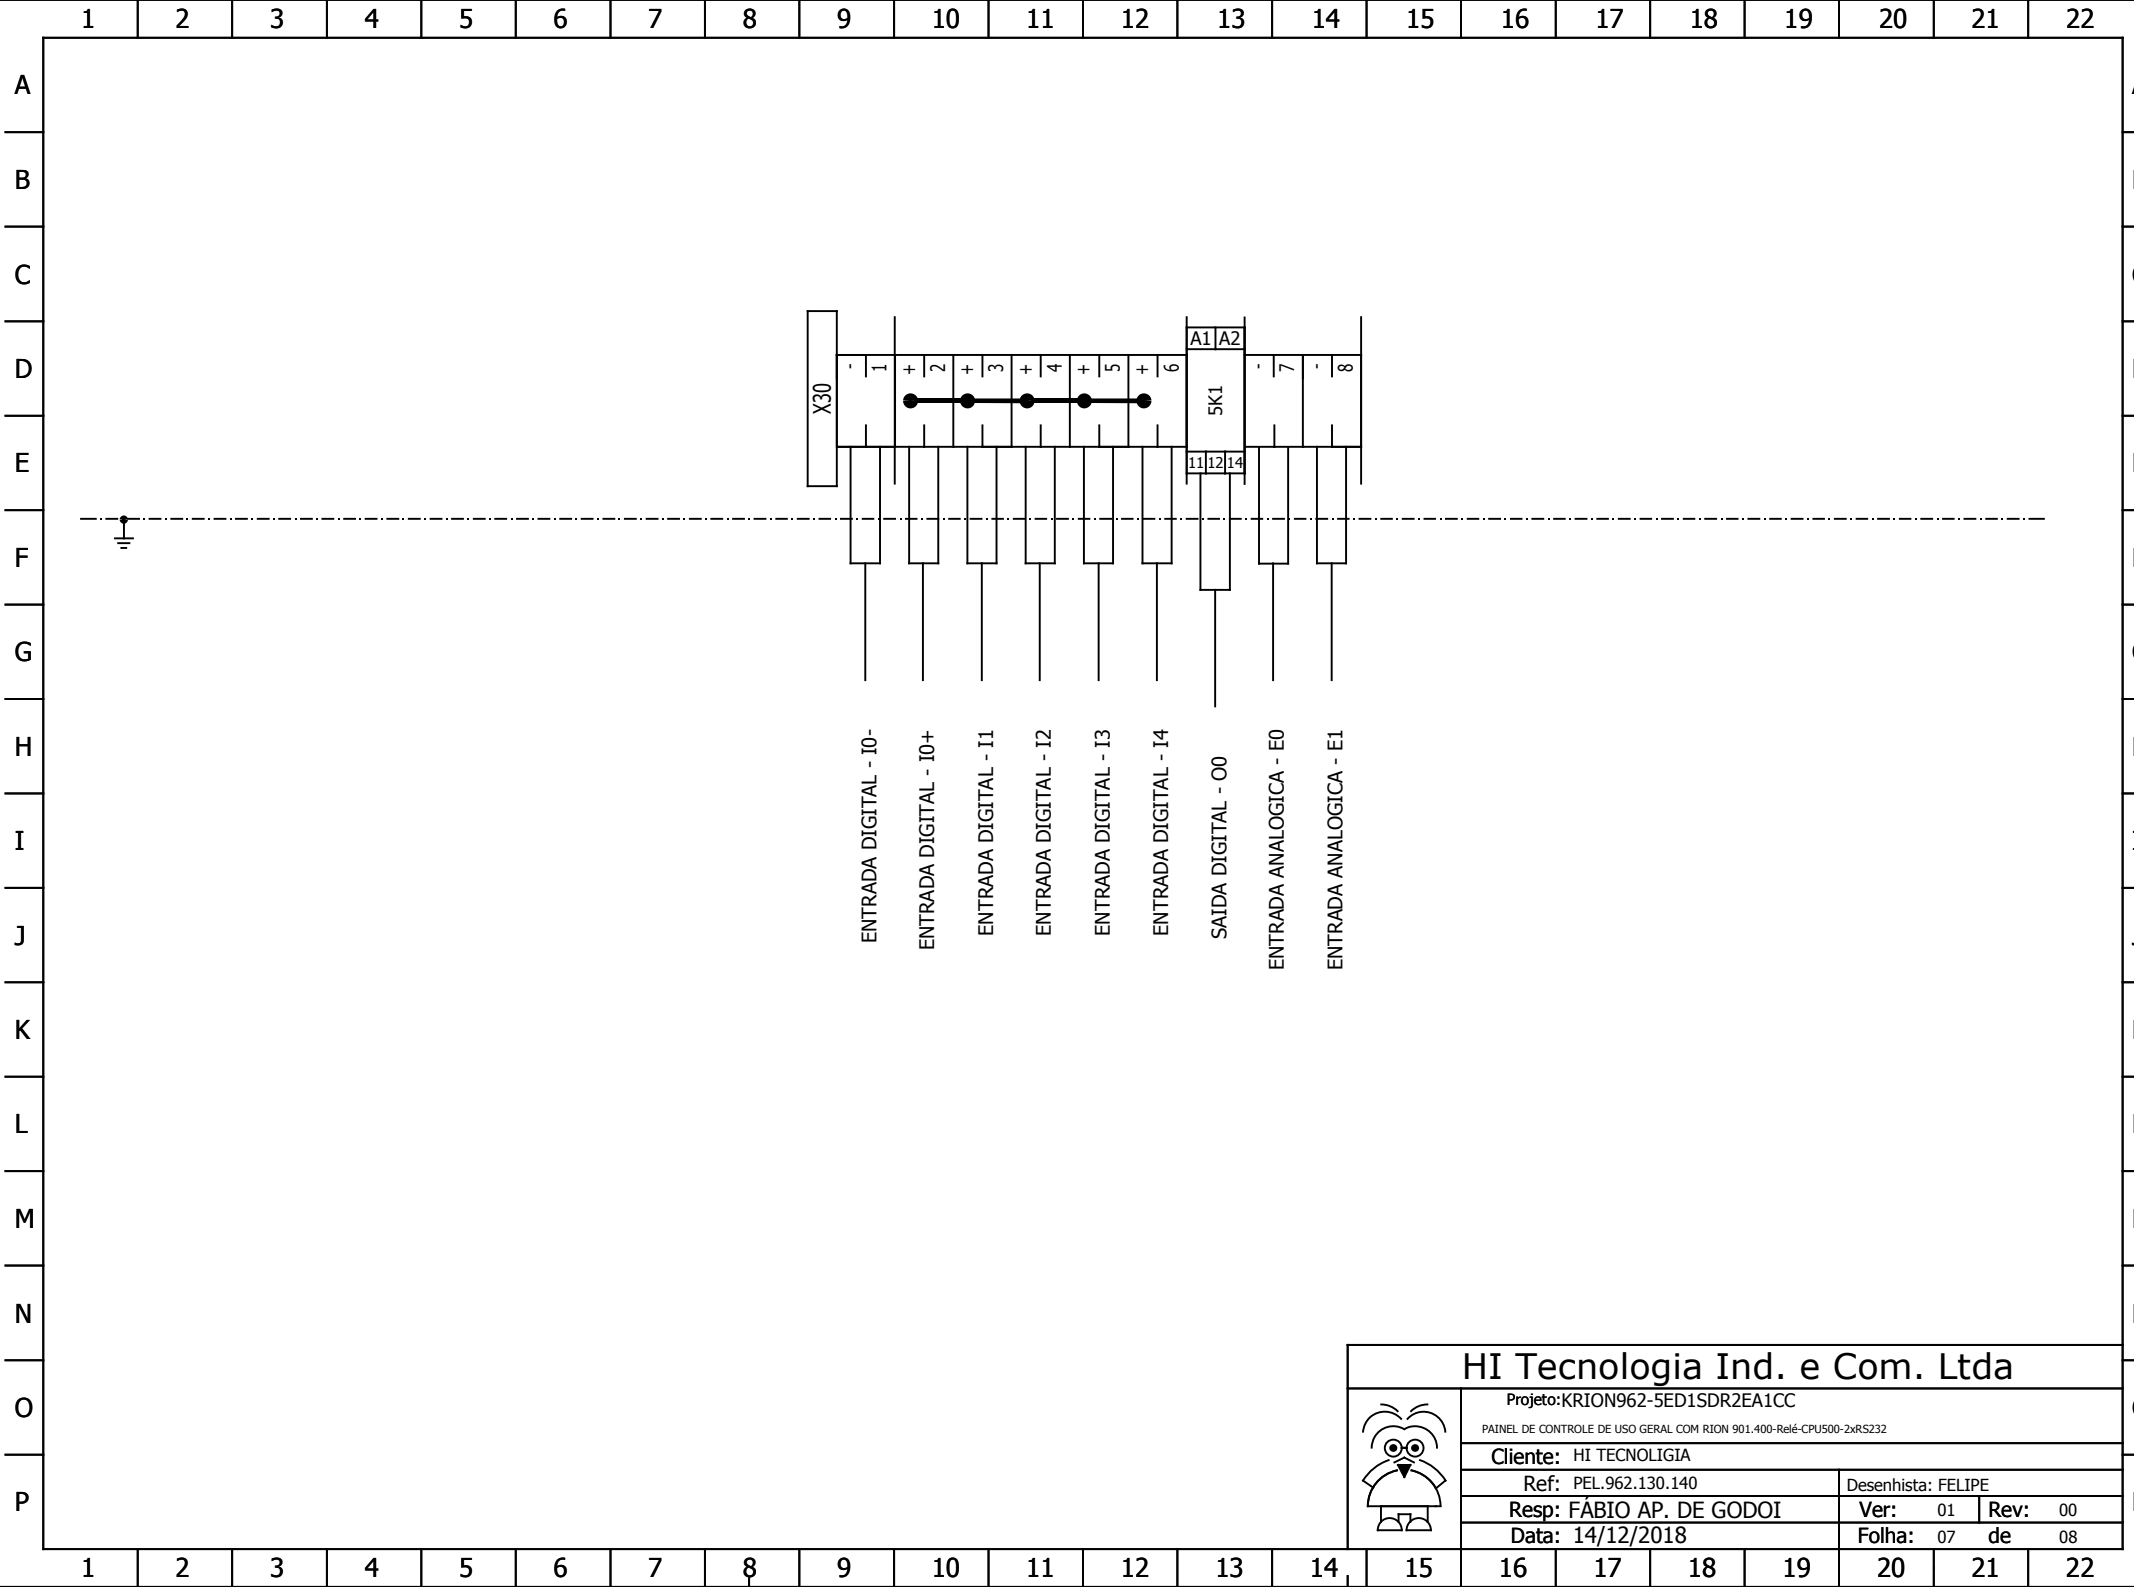 1 2 3 4 5 6 7 8 9 10 11 12 13 14 15 16 17 18 19 20 21 22
A
B
C
D
E
F
G
H
I
J
K
L
M
N
O
P
X30
- 1 + 2 + 3 + 4 + 5 + 6
A1 A2
5K1
11 12 14
- 7 - 8
ENTRADA DIGITAL - I0-
ENTRADA DIGITAL - I0+
ENTRADA DIGITAL - I1
ENTRADA DIGITAL - I2
ENTRADA DIGITAL - I3
ENTRADA DIGITAL - I4
SAIDA DIGITAL - O0
ENTRADA ANALOGICA - E0
ENTRADA ANALOGICA - E1
HI Tecnologia Ind. e Com. Ltda
Projeto:KRION962-5ED1SDR2EA1CC
PAINEL DE CONTROLE DE USO GERAL COM RION 901.400-Relé-CPU500-2xRS232
Cliente: HI TECNOLIGIA
Ref: PEL.962.130.140 Desenhista: FELIPE
Resp: FÁBIO AP. DE GODOI Ver: 01 Rev: 00
Data: 14/12/2018 Folha: 07 de 08
1 2 3 4 5 6 7 8 9 10 11 12 13 14 15 16 17 18 19 20 21 22